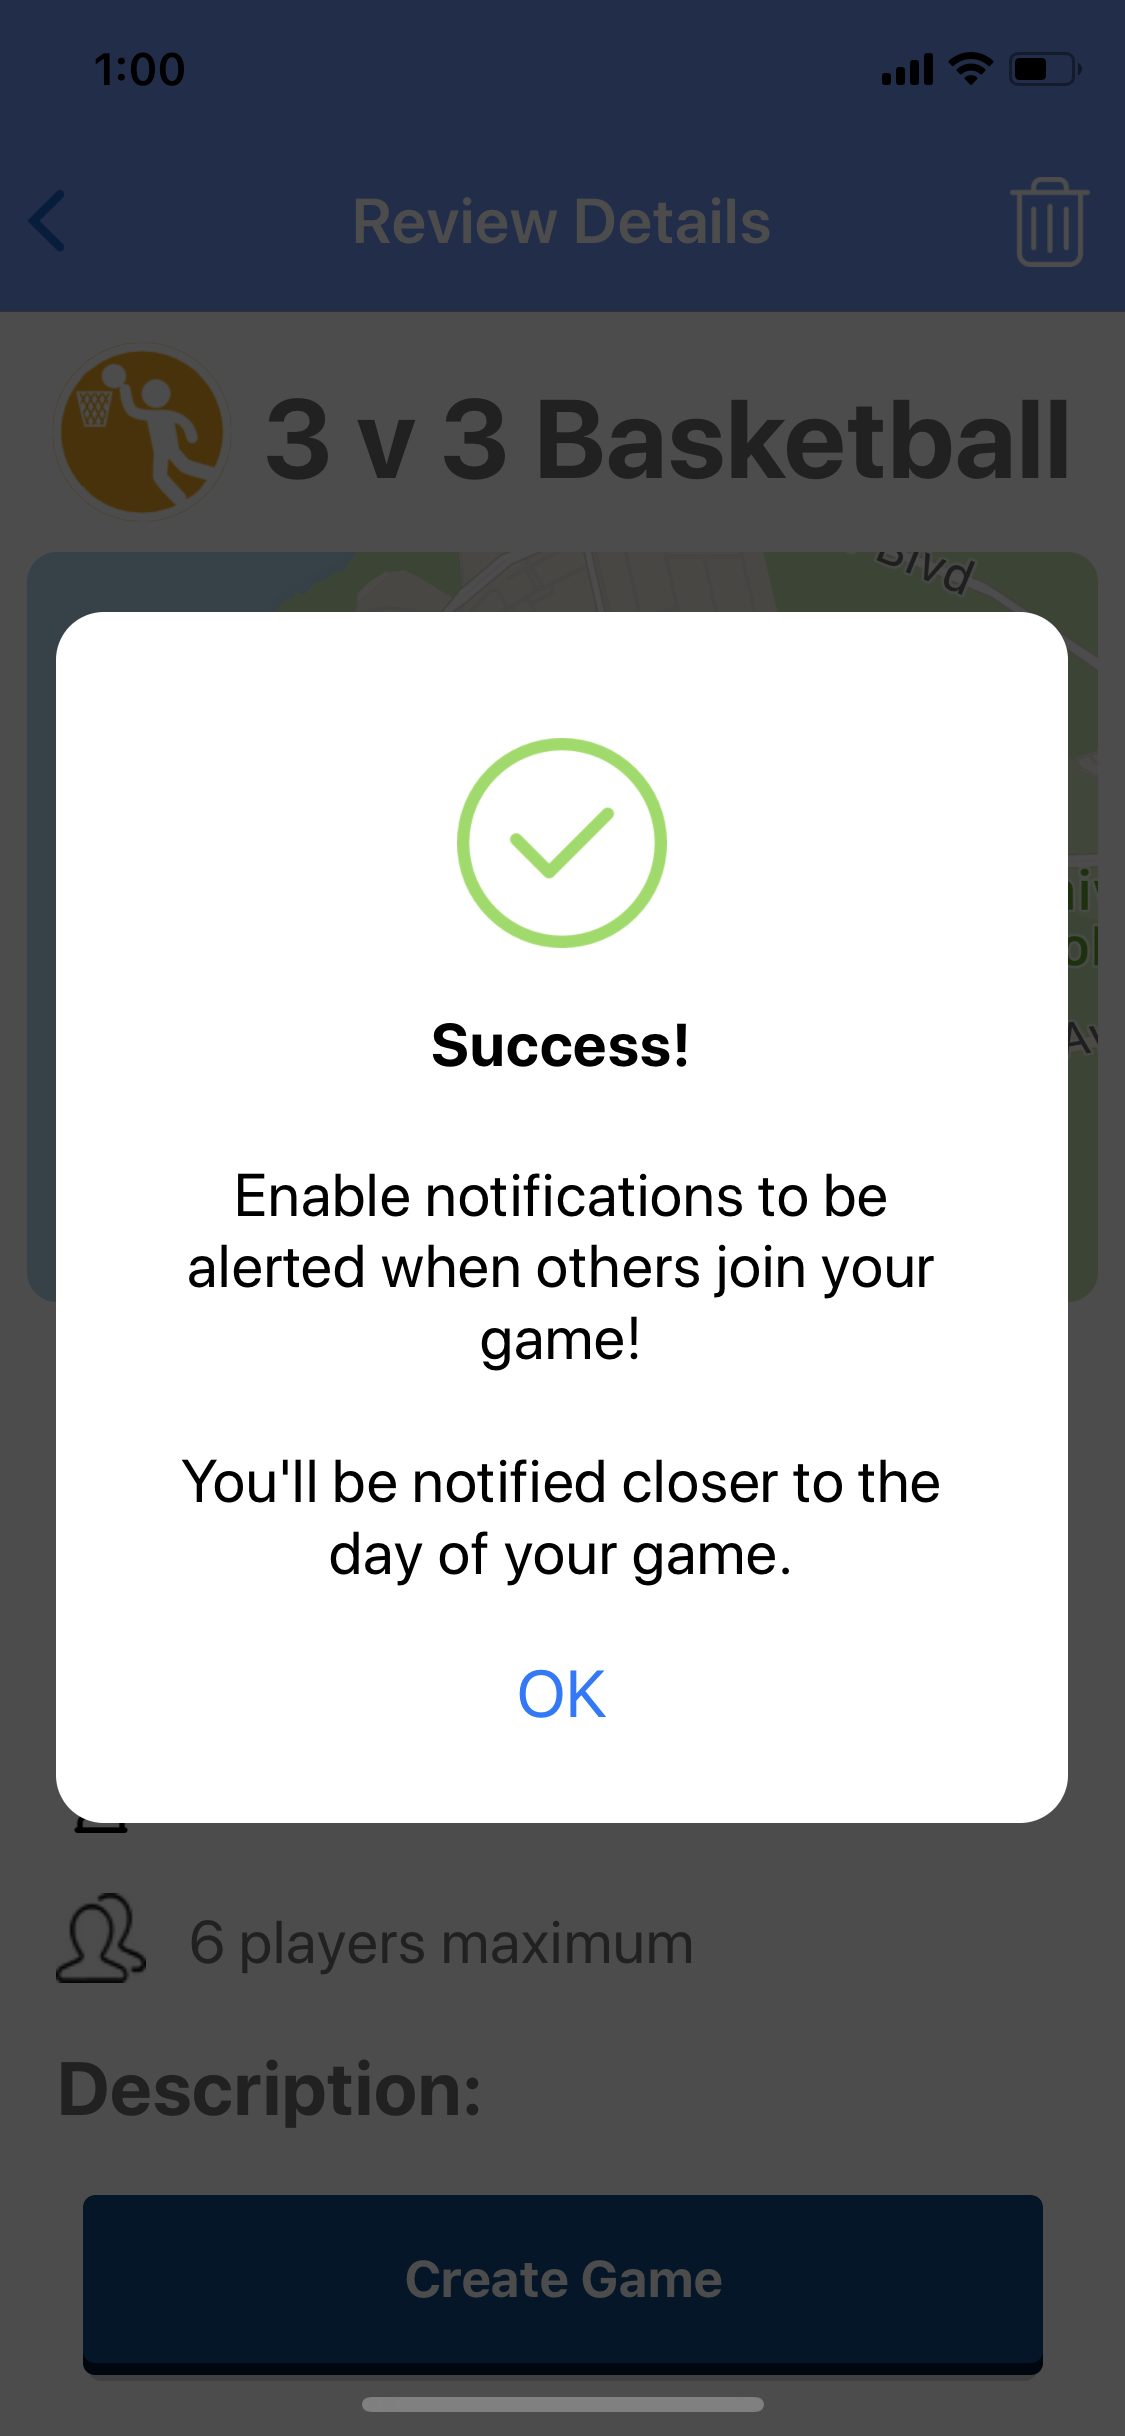 1:00
Review Details
3 v 3 Basketball
Blvd
Success!
Enable notifications to be
alerted when others join your
game!
You'll be notified closer to the
day of your game.
OK
6 players maximum
Description:
Create Game